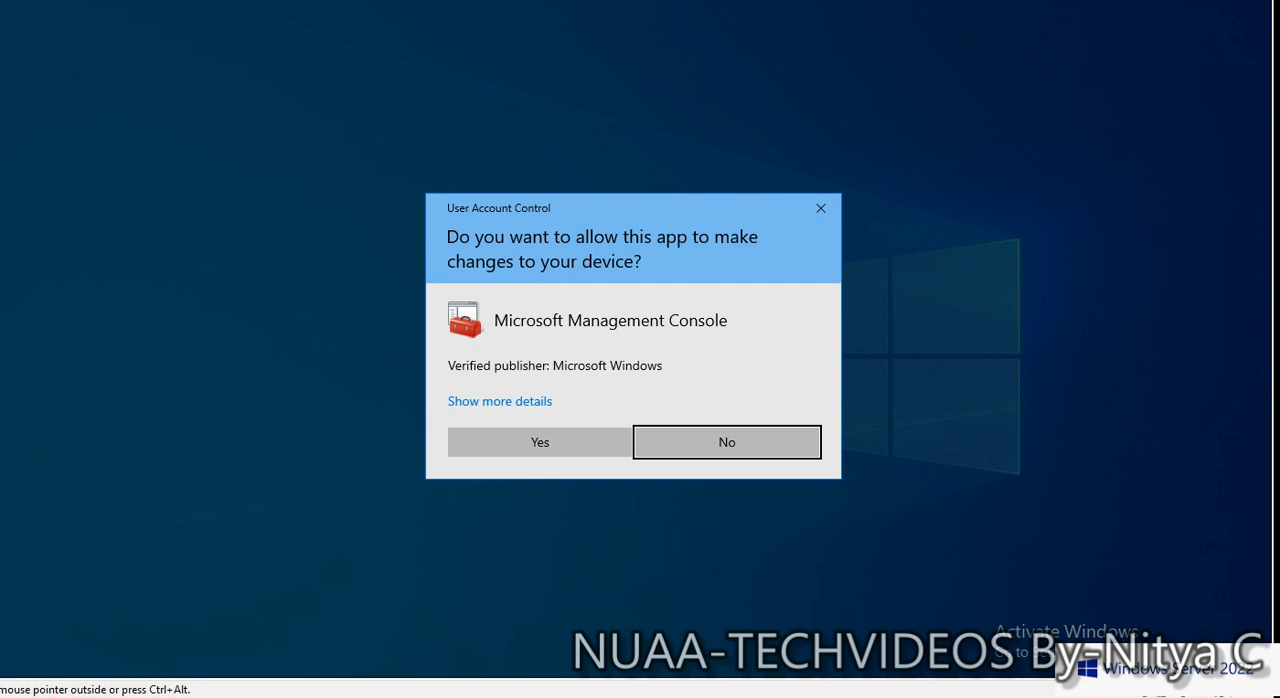 User Account Control
Do you want to allow this app to make
changes to your device?
Microsoft Management Console
Verified publisher: Microsoft Windows
Show more details
Yes
No
Activate Windows
Go to
NUAA-TECHVIDEOS By-Nitya C
Windows Server 2022
mouse pointer outside or press Ctrl+Alt.